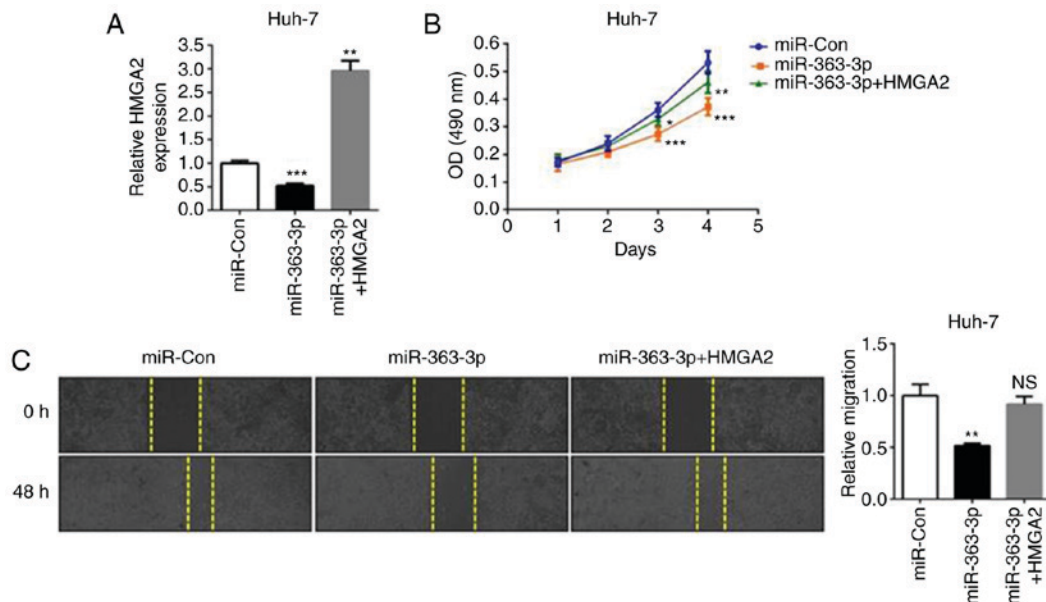 A
Huh-7
Relative HMGA2
expression
3.5
3.0
2.5
2.0
1.5
1.0
0.5
0.0
***
**
miR-Con
miR-363-3p
miR-363-3p
+HMGA2
B
Huh-7
OD (490 nm)
0.6
0.5
0.4
0.3
0.2
0.1
0.0
0 1 2 3 4 5
Days
*
***
**
***
miR-Con
miR-363-3p
miR-363-3p+HMGA2
C
miR-Con miR-363-3p miR-363-3p+HMGA2
0 h
48 h
Huh-7
Relative migration
1.5
1.0
0.5
0.0
**
NS
miR-Con
miR-363-3p
miR-363-3p
+HMGA2